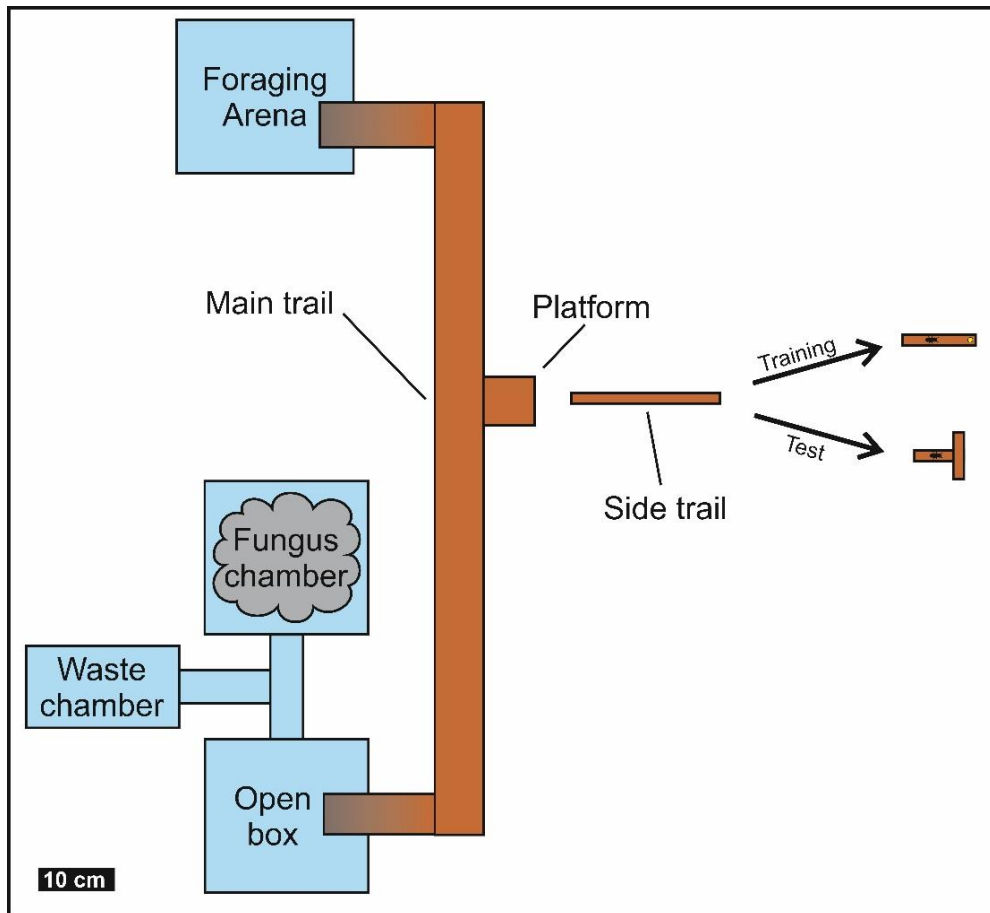 Foraging
Arena
Main trail
Platform
Training
Test
Side trail
Fungus
chamber
Waste
chamber
Open
box
10 cm